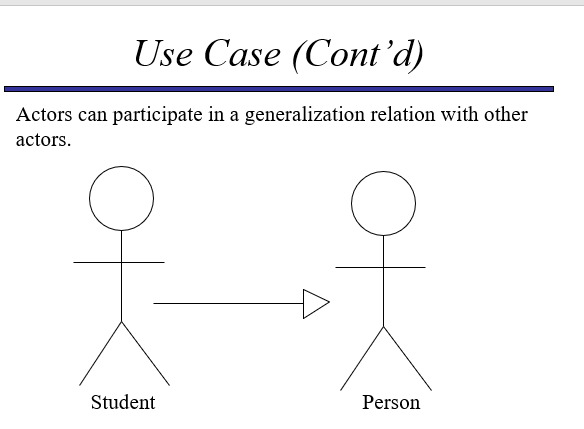 Use Case (Cont’d)
Actors can participate in a generalization relation with other
actors.
Student
Person